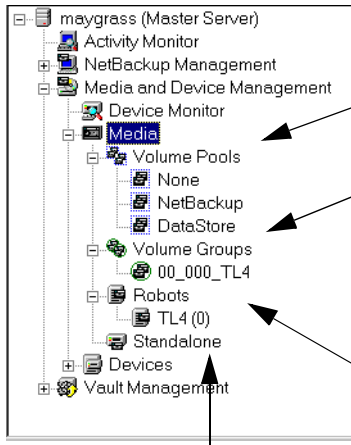 maygrass (Master Server)
Activity Monitor
NetBackup Management
Media and Device Management
Device Monitor
Media
Volume Pools
None
NetBackup
DataStore
Volume Groups
00_000_TL4
Robots
TL4 (0)
Standalone
Devices
Vault Management